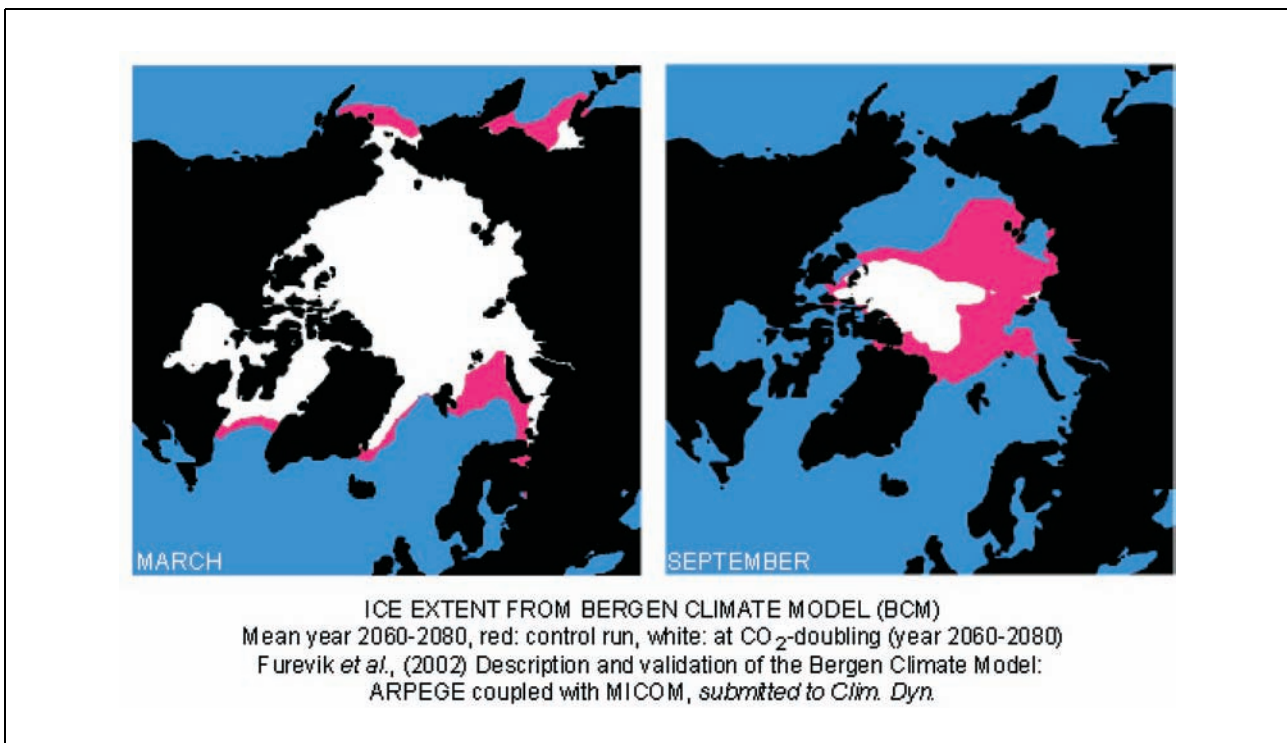 MARCH
SEPTEMBER
ICE EXTENT FROM BERGEN CLIMATE MODEL (BCM)
Mean year 2060-2080, red: control run, white: at CO2-doubling (year 2060-2080)
Furevik et al., (2002) Description and validation of the Bergen Climate Model:
ARPEGE coupled with MICOM, submitted to Clim. Dyn.